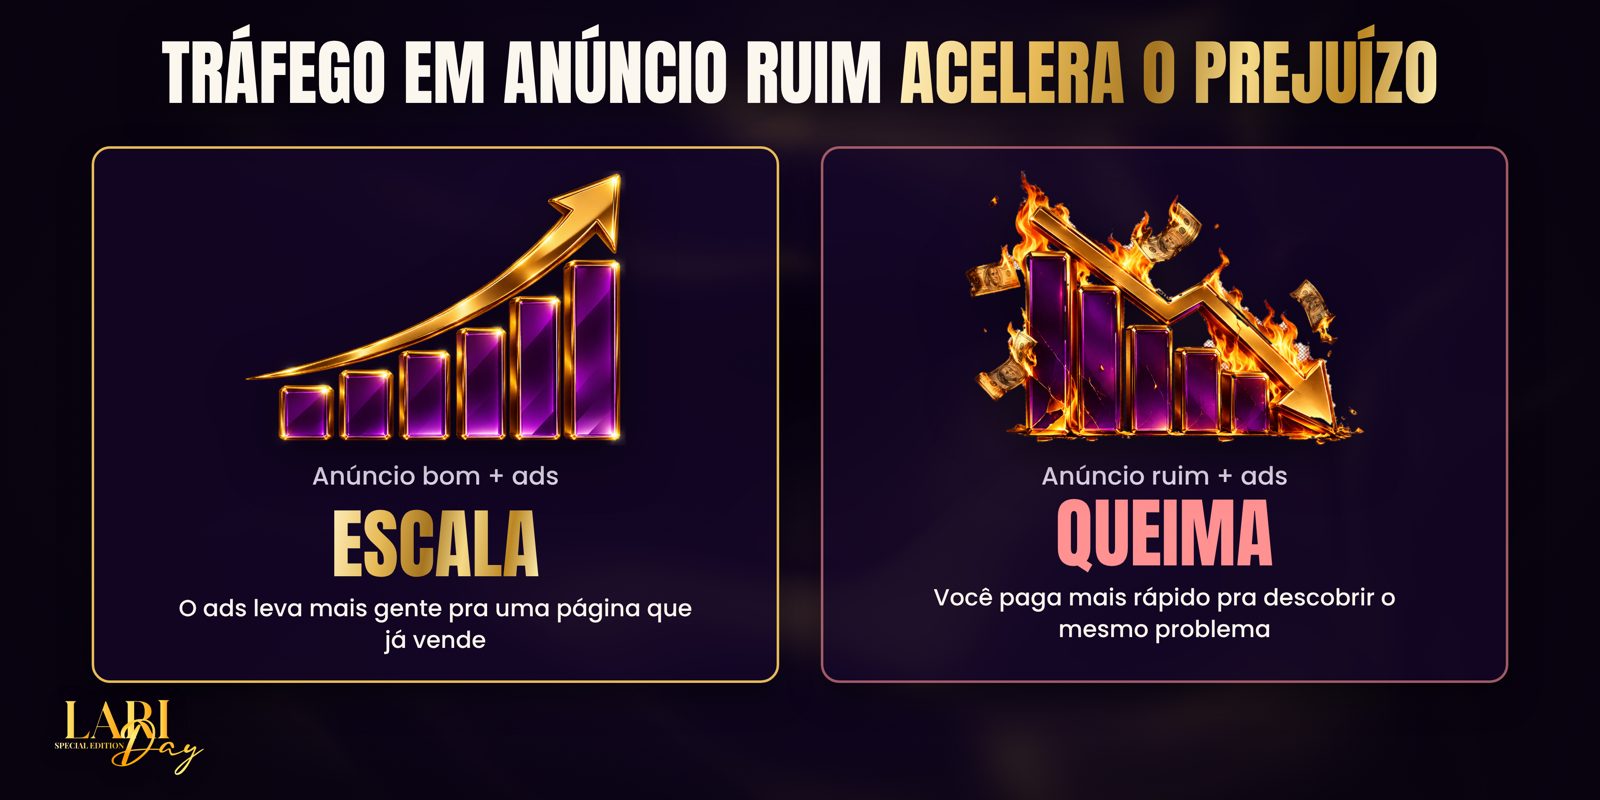 TRÁFEGO EM ANÚNCIO RUIM ACELERA O PREJUÍZO
Anúncio bom + ads
ESCALA
O ads leva mais gente pra uma página que
já vende
Anúncio ruim + ads
QUEIMA
Você paga mais rápido pra descobrir o
mesmo problema
LARI
SPECIAL EDITION Day